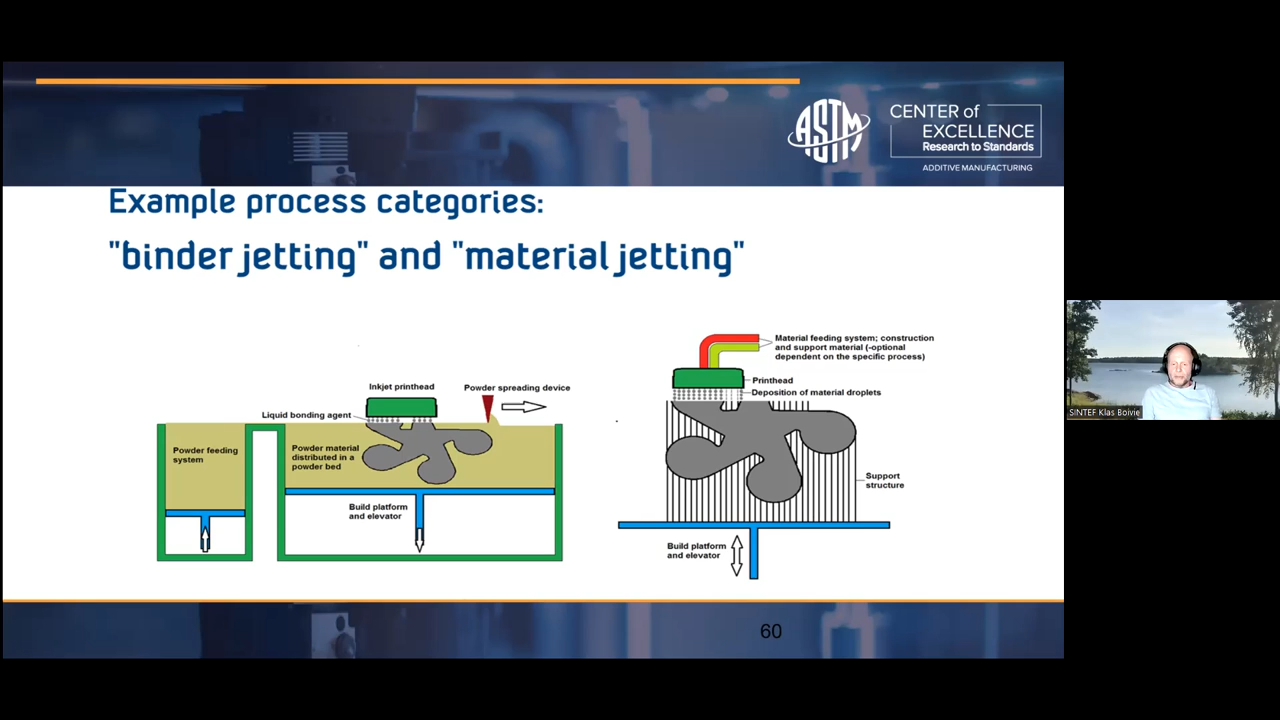 ASTM
CENTER of
EXCELLENCE
Research to Standards
ADDITIVE MANUFACTURING
Example process categories:
"binder jetting" and "material jetting"
Inkjet printhead
Powder spreading device
Liquid bonding agent
Powder feeding
system
Powder material
distributed in a
powder bed
Build platform
and elevator
Material feeding system; construction
and support material (-optional
dependent on the specific process)
Printhead
Deposition of material droplets
Support
structure
Build platform
and elevator
60
SINTEF Klas Boivie